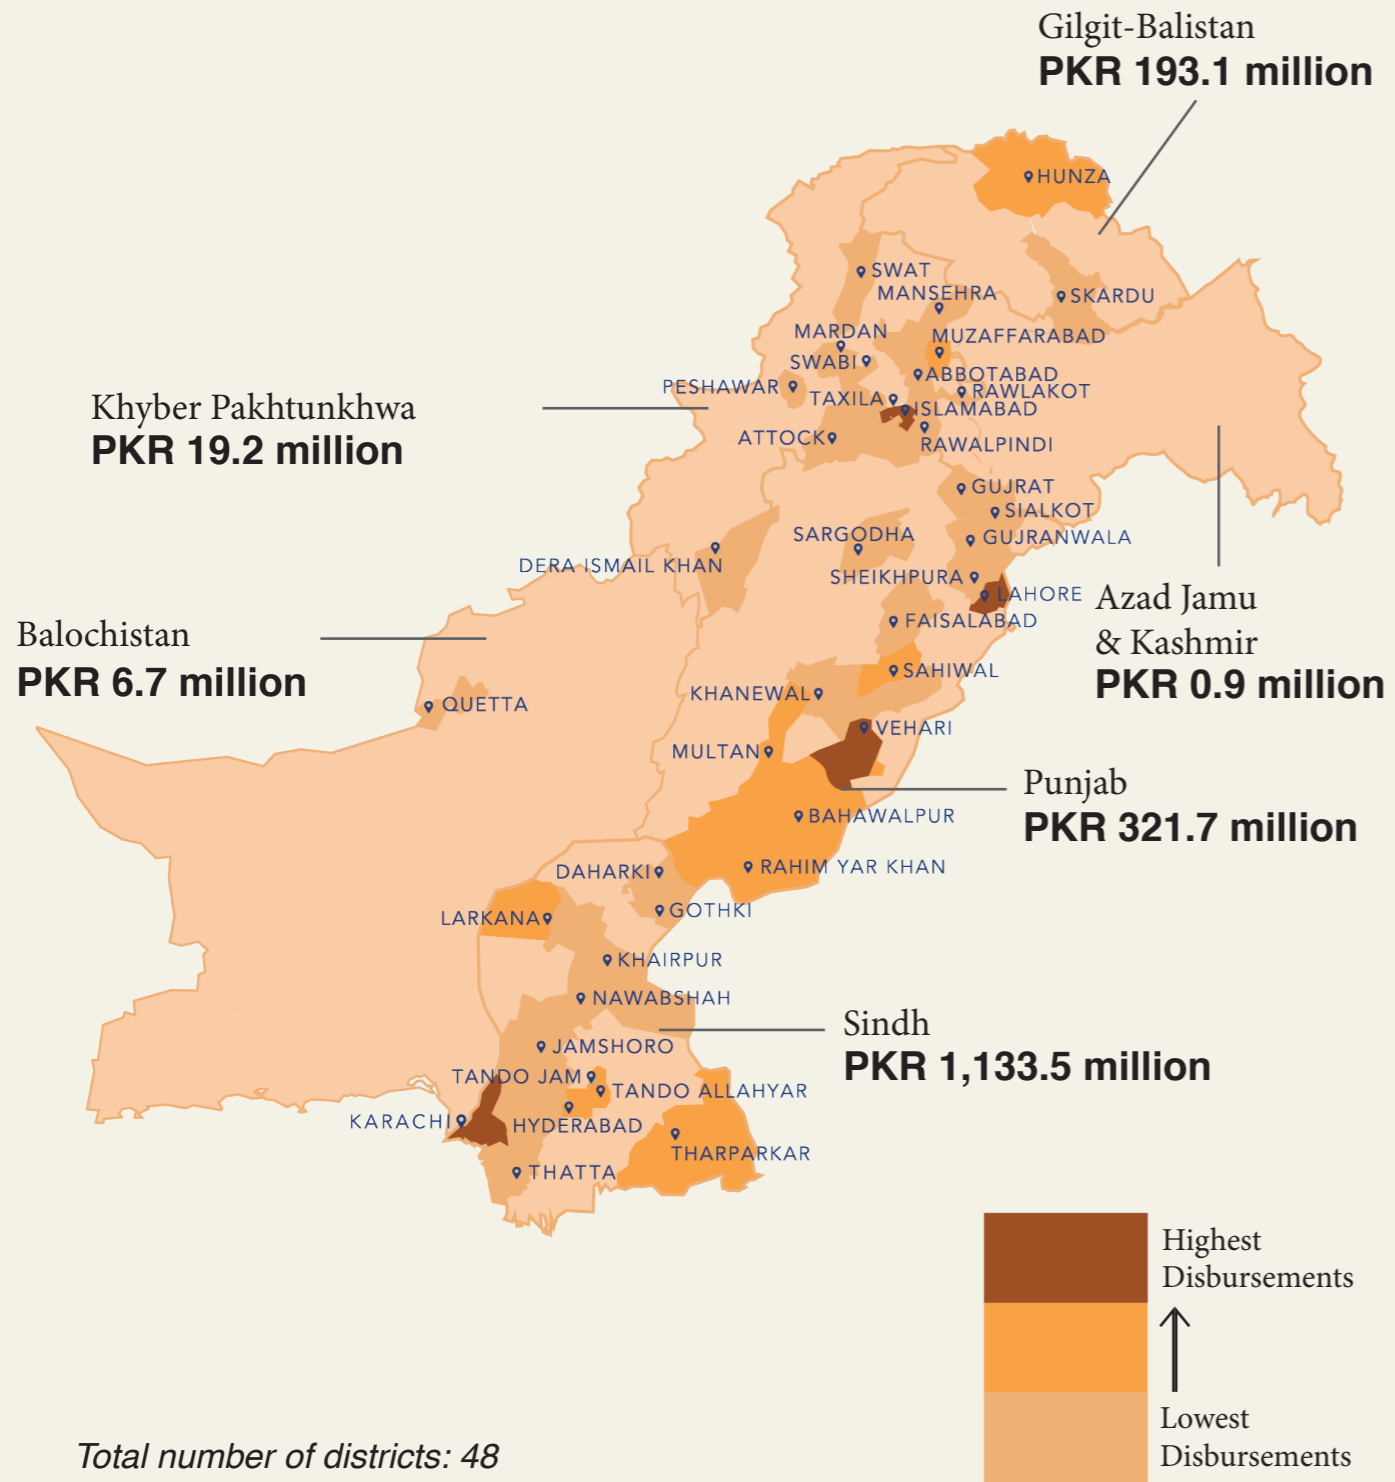 Gilgit-Balistan
PKR 193.1 million
HUNZA
SWAT
MANSEHRA
SKARDU
MARDAN
MUZAFFARABAD
SWABI
ABBOTABAD
PESHAWAR
RAWLAKOT
TAXILA
ISLAMABAD
Khyber Pakhtunkhwa
PKR 19.2 million
ATTOCK
RAWALPINDI
GUJRAT
SIALKOT
SARGODHA
GUJRANWALA
DERA ISMAIL KHAN
SHEIKHPURA
LAHORE
Azad Jamu
& Kashmir
PKR 0.9 million
FAISALABAD
Balochistan
PKR 6.7 million
SAHIWAL
KHANEWAL
QUETTA
VEHARI
MULTAN
Punjab
PKR 321.7 million
BAHAWALPUR
RAHIM YAR KHAN
DAHARKI
GOTHKI
LARKANA
KHAIRPUR
NAWABSHAH
Sindh
PKR 1,133.5 million
JAMSHORO
TANDO JAM
TANDO ALLAHYAR
KARACHI
HYDERABAD
THARPARKAR
THATTA
Highest
Disbursements
Lowest
Disbursements
Total number of districts: 48